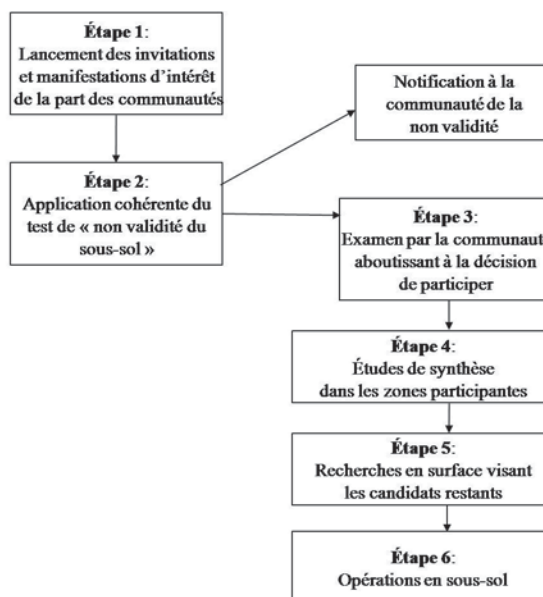 Étape 1:
Lancement des invitations
et manifestations d'intérêt
de la part des communautés
Notification à la
communauté de la
non validité
Étape 2:
Application cohérente du
test de « non validité du
sous-sol »
Étape 3:
Examen par la communaut
aboutissant à la décision
de participer
Étape 4:
Études de synthèse
dans les zones participantes
Étape 5:
Recherches en surface visant
les candidats restants
Étape 6:
Opérations en sous-sol